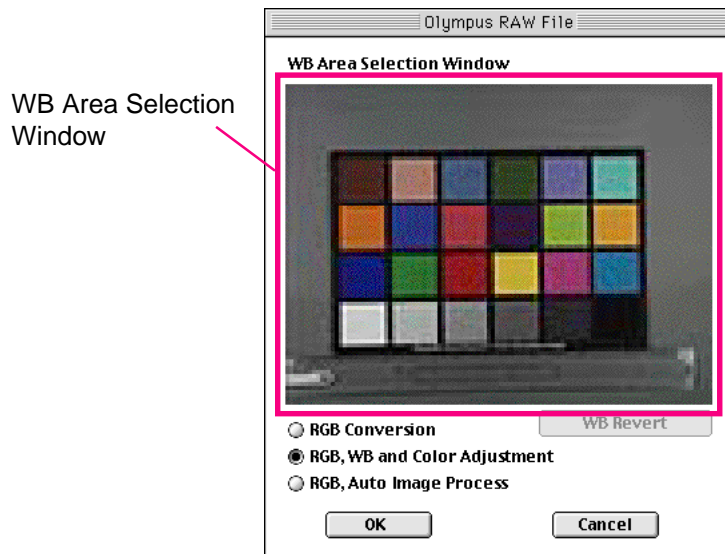 Olympus RAW File
WB Area Selection Window
WB Area Selection
Window
WB Revert
RGB Conversion
RGB, WB and Color Adjustment
RGB, Auto Image Process
OK
Cancel